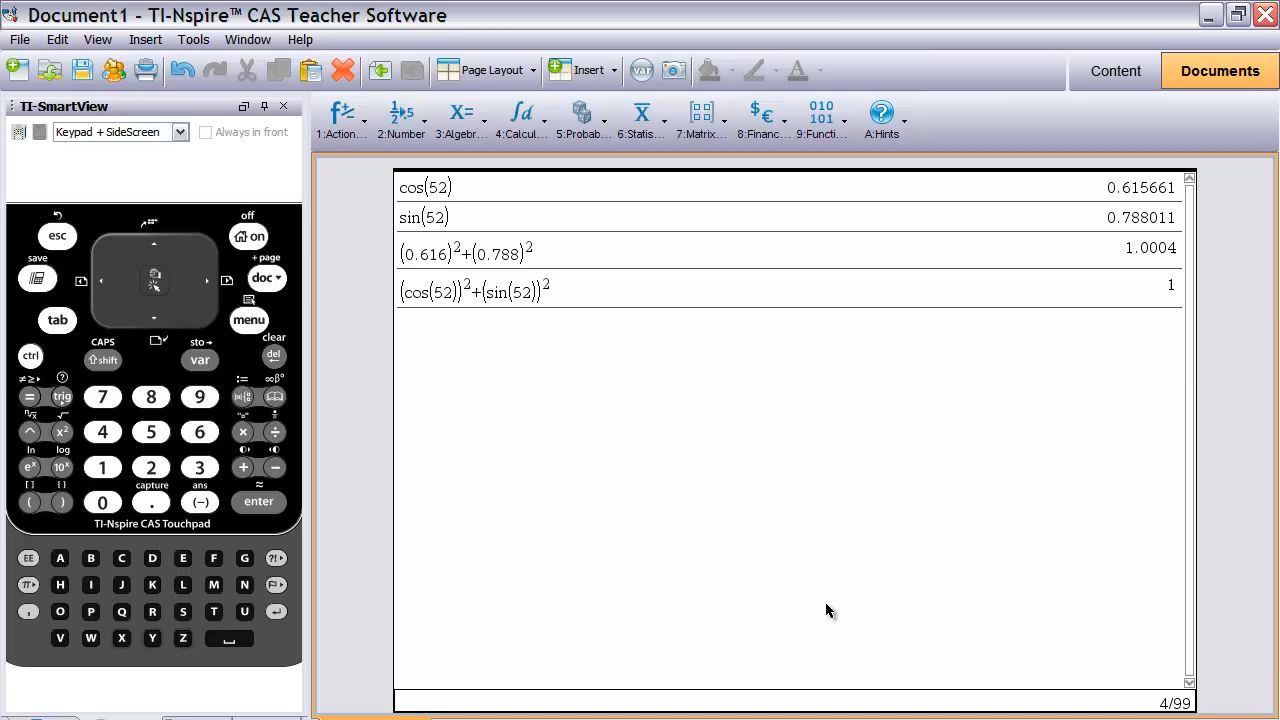 Document1 - TI-Nspire™ CAS Teacher Software
File Edit View Insert Tools Window Help
Page Layout Insert var A Content Documents
TI-SmartView
Keypad + SideScreen Always in front
1:Action... 2:Number 3:Algebr... 4:Calcul... 5:Probab... 6:Statis... 7:Matrix... 8:Financ... 9:Functi... A:Hints
cos(52) 0.615661
sin(52) 0.788011
(0.616)²+(0.788)² 1.0004
(cos(52))²+(sin(52))² 1
4/99
off
esc on
save + page
doc
tab menu
CAPS sto→ clear
ctrl ⇧shift var del
≠≥▸ := ∞β°
= trig 7 8 9
ⁿ√x √ "□"
^ x² 4 5 6 × ÷
ln log
eˣ 10ˣ 1 2 3 + −
[ ] { } capture ans ≈
( ) 0 . (−) enter
TI-Nspire CAS Touchpad
EE A B C D E F G ?!▸
π▸ H I J K L M N
, O P Q R S T U
V W X Y Z